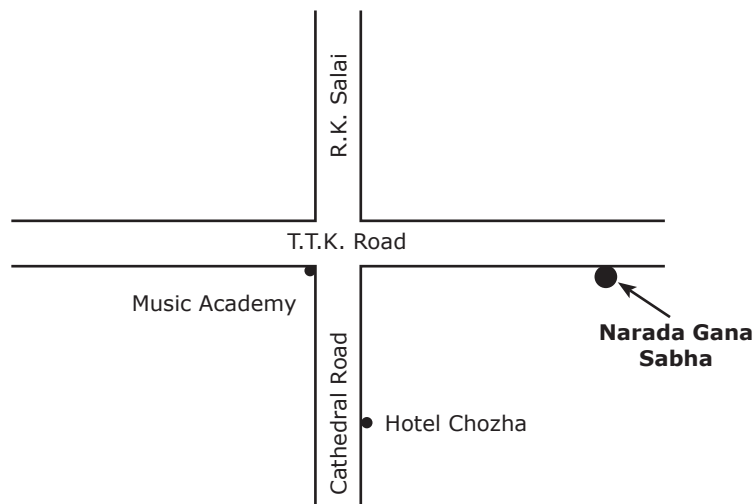 R.K. Salai
T.T.K. Road
Music Academy
Narada Gana
Sabha
Cathedral Road
Hotel Chozha